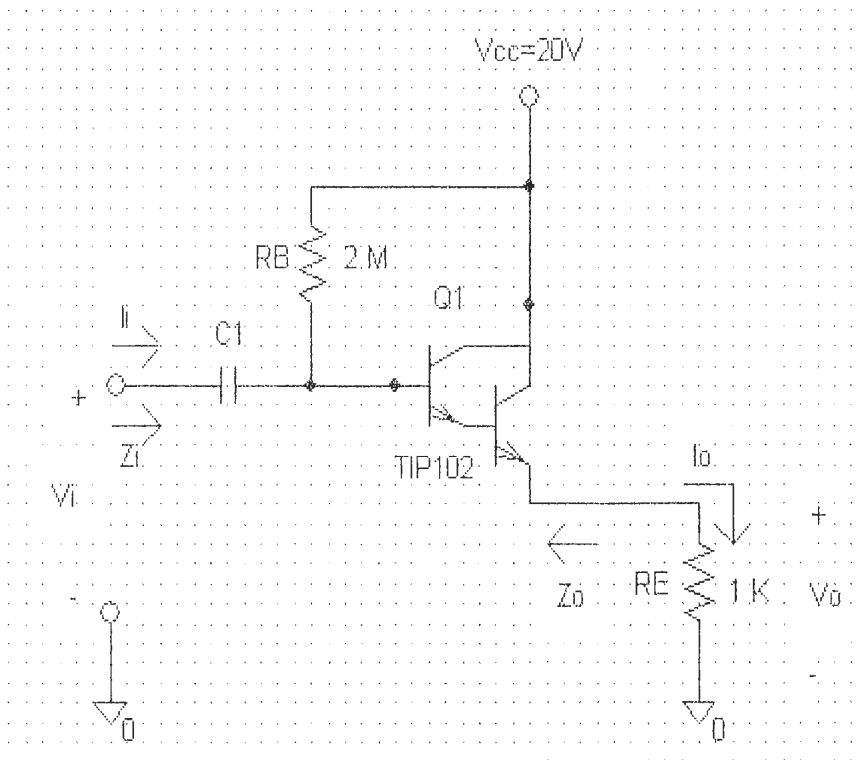 Vcc=20V
RB 2 M
Q1
Ii
C1
+
Zi
TIP102
Io
Vi
+
Zo
RE 1 K
Vo
-
-
0
0